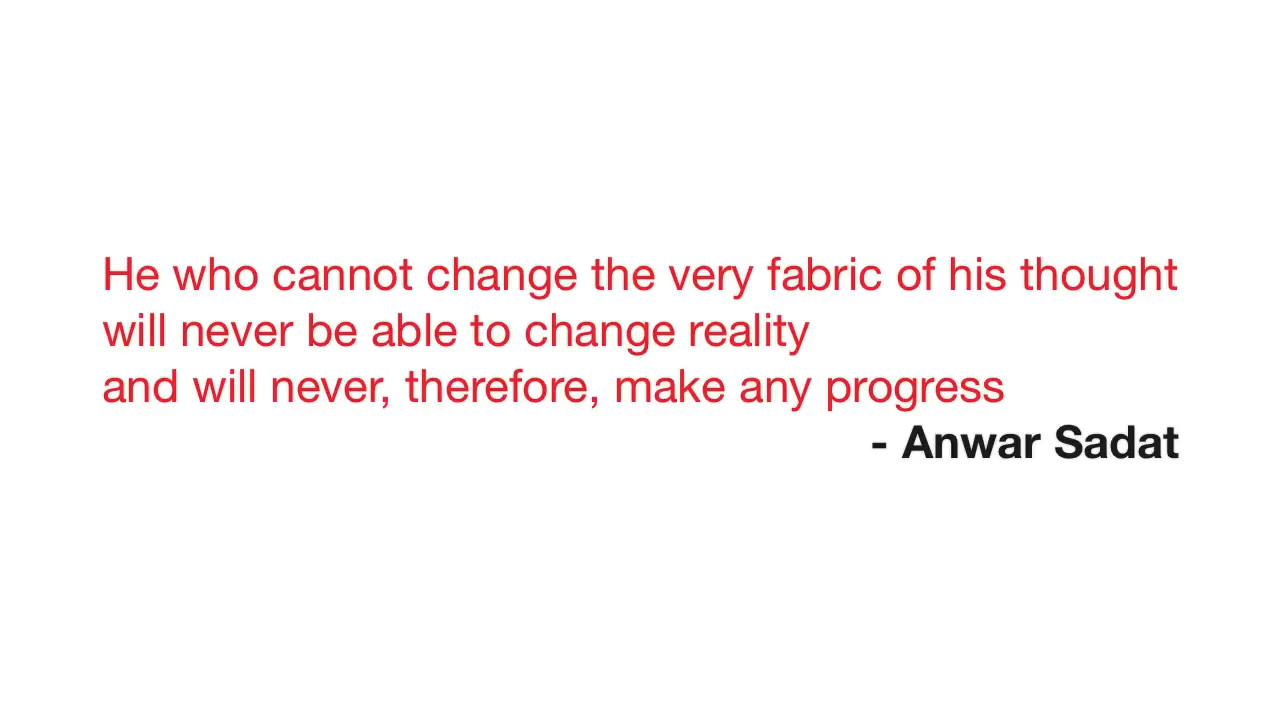 He who cannot change the very fabric of his thought
will never be able to change reality
and will never, therefore, make any progress
- Anwar Sadat